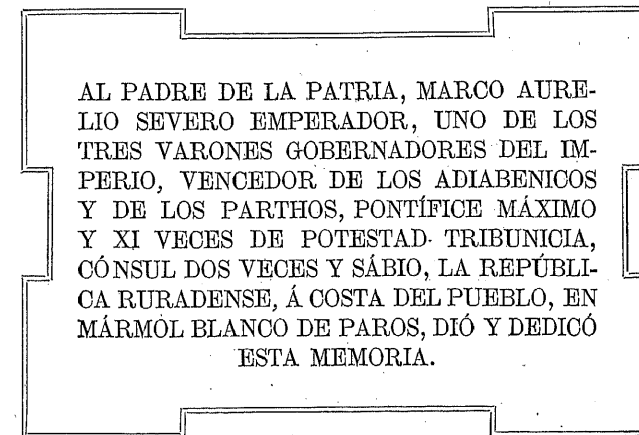 AL PADRE DE LA PATRIA, MARCO AURE-
LIO SEVERO EMPERADOR, UNO DE LOS
TRES VARONES GOBERNADORES DEL IM-
PERIO, VENCEDOR DE LOS ADIABENICOS
Y DE LOS PARTHOS, PONTÍFICE MÁXIMO
Y XI VECES DE POTESTAD TRIBUNICIA,
CÓNSUL DOS VECES Y SÁBIO, LA REPÚBLI-
CA RURADENSE, Á COSTA DEL PUEBLO, EN
MÁRMOL BLANCO DE PAROS, DIÓ Y DEDICÓ
ESTA MEMORIA.